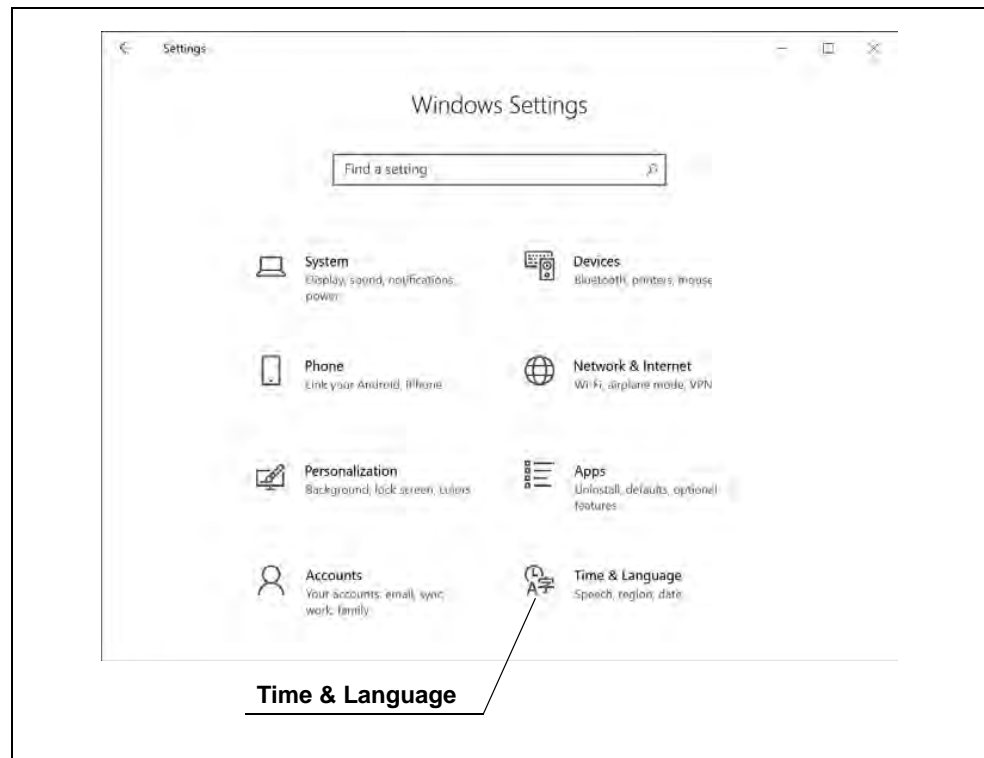 Settings
Windows Settings
Find a setting
System
Display, sound, notifications,
power
Devices
Bluetooth, printers, mouse
Phone
Link your Android, iPhone
Network & Internet
Wi-Fi, airplane mode, VPN
Personalization
Background, lock screen, colors
Apps
Uninstall, defaults, optional
features
Accounts
Your accounts, email, sync,
work, family
Time & Language
Speech, region, date
Time & Language